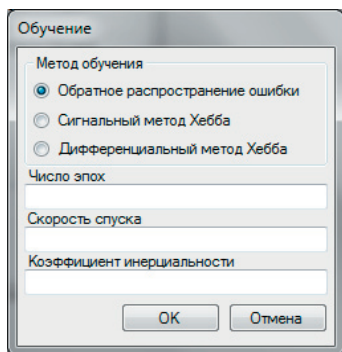 Обучение
Метод обучения
Обратное распространение ошибки
Сигнальный метод Хебба
Дифференциальный метод Хебба
Число эпох
Скорость спуска
Коэффициент инерциальности
OK Отмена